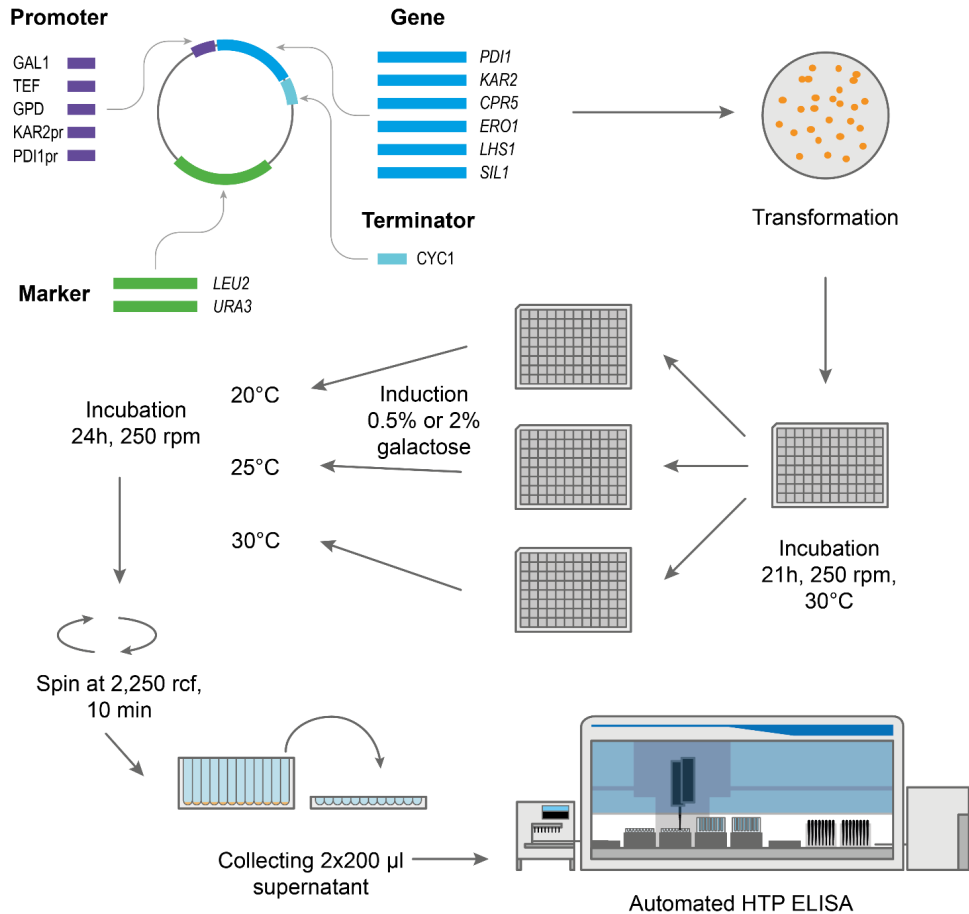 Promoter
GAL1
TEF
GPD
KAR2pr
PDI1pr
Gene
PDI1
KAR2
CPR5
ERO1
LHS1
SIL1
Terminator
CYC1
Marker
LEU2
URA3
Transformation
Incubation
21h, 250 rpm,
30°C
Induction
0.5% or 2%
galactose
20°C
25°C
30°C
Incubation
24h, 250 rpm
Spin at 2,250 rcf,
10 min
Collecting 2x200 µl
supernatant
Automated HTP ELISA